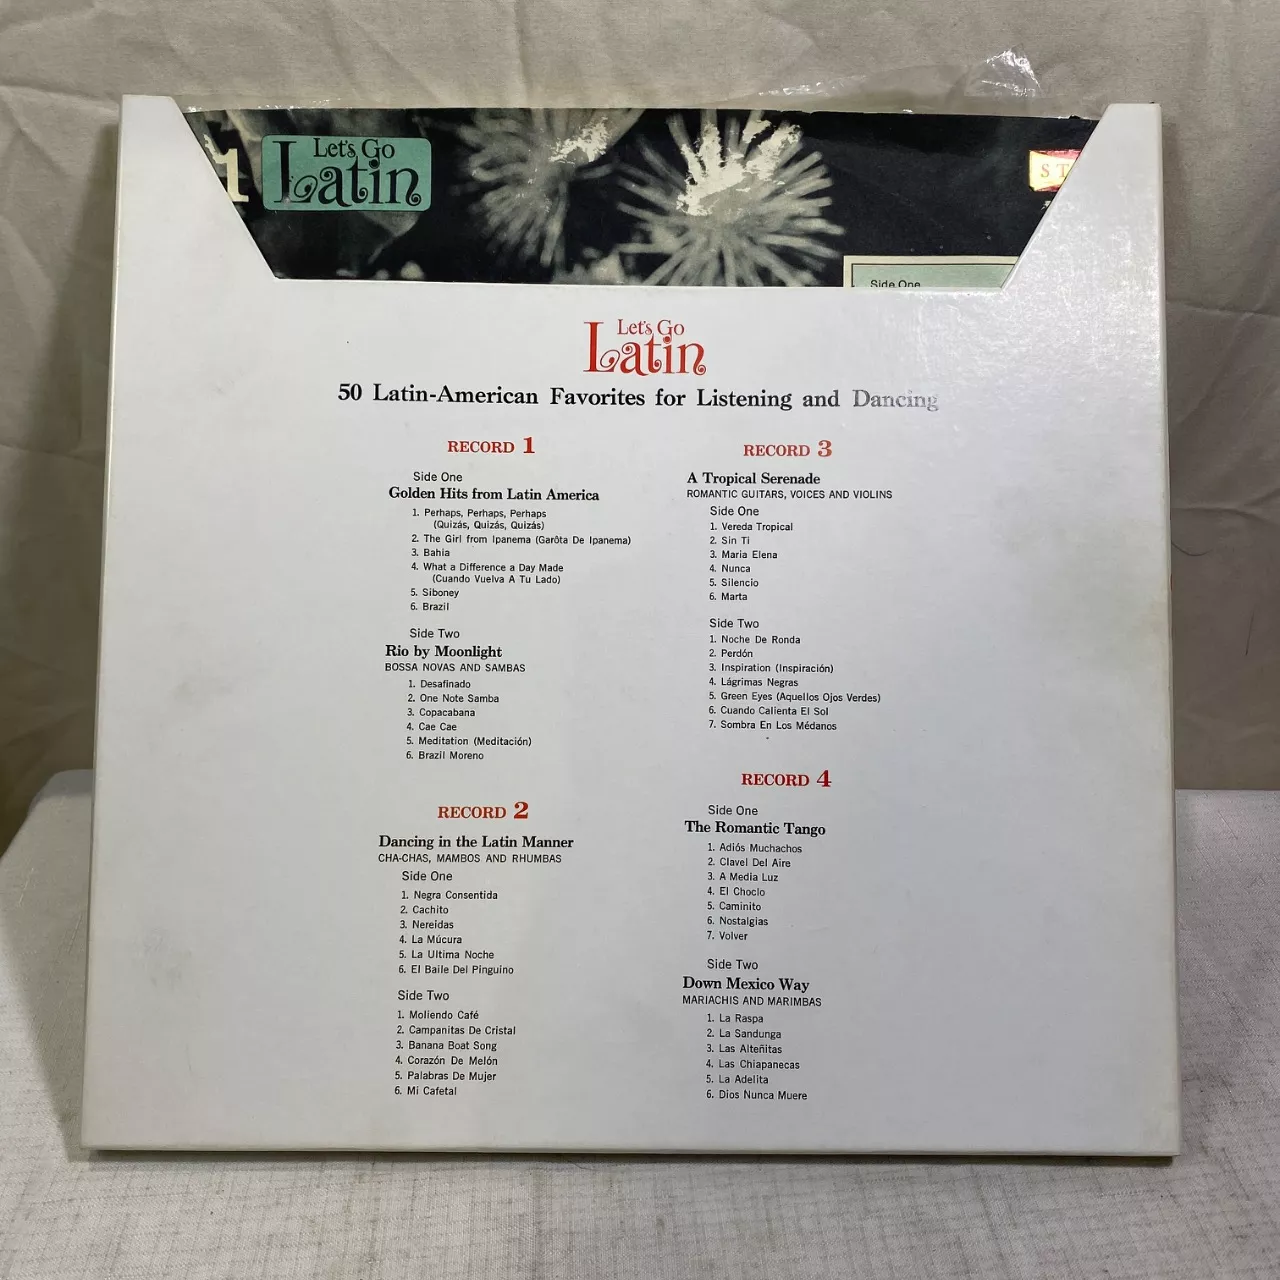 1
Let's Go
Latin
ST
Side One
Let's Go
Latin
50 Latin-American Favorites for Listening and Dancing
RECORD 1
Side One
Golden Hits from Latin America
1. Perhaps, Perhaps, Perhaps
(Quizás, Quizás, Quizás)
2. The Girl from Ipanema (Garôta De Ipanema)
3. Bahia
4. What a Difference a Day Made
(Cuando Vuelva A Tu Lado)
5. Siboney
6. Brazil
Side Two
Rio by Moonlight
BOSSA NOVAS AND SAMBAS
1. Desafinado
2. One Note Samba
3. Copacabana
4. Cae Cae
5. Meditation (Meditación)
6. Brazil Moreno
RECORD 2
Dancing in the Latin Manner
CHA-CHAS, MAMBOS AND RHUMBAS
Side One
1. Negra Consentida
2. Cachito
3. Nereidas
4. La Múcura
5. La Ultima Noche
6. El Baile Del Pinguino
Side Two
1. Moliendo Café
2. Campanitas De Cristal
3. Banana Boat Song
4. Corazón De Melón
5. Palabras De Mujer
6. Mi Cafetal
RECORD 3
A Tropical Serenade
ROMANTIC GUITARS, VOICES AND VIOLINS
Side One
1. Vereda Tropical
2. Sin Ti
3. Maria Elena
4. Nunca
5. Silencio
6. Marta
Side Two
1. Noche De Ronda
2. Perdón
3. Inspiration (Inspiración)
4. Lágrimas Negras
5. Green Eyes (Aquellos Ojos Verdes)
6. Cuando Calienta El Sol
7. Sombra En Los Médanos
RECORD 4
Side One
The Romantic Tango
1. Adiós Muchachos
2. Clavel Del Aire
3. A Media Luz
4. El Choclo
5. Caminito
6. Nostalgias
7. Volver
Side Two
Down Mexico Way
MARIACHIS AND MARIMBAS
1. La Raspa
2. La Sandunga
3. Las Alteñitas
4. Las Chiapanecas
5. La Adelita
6. Dios Nunca Muere